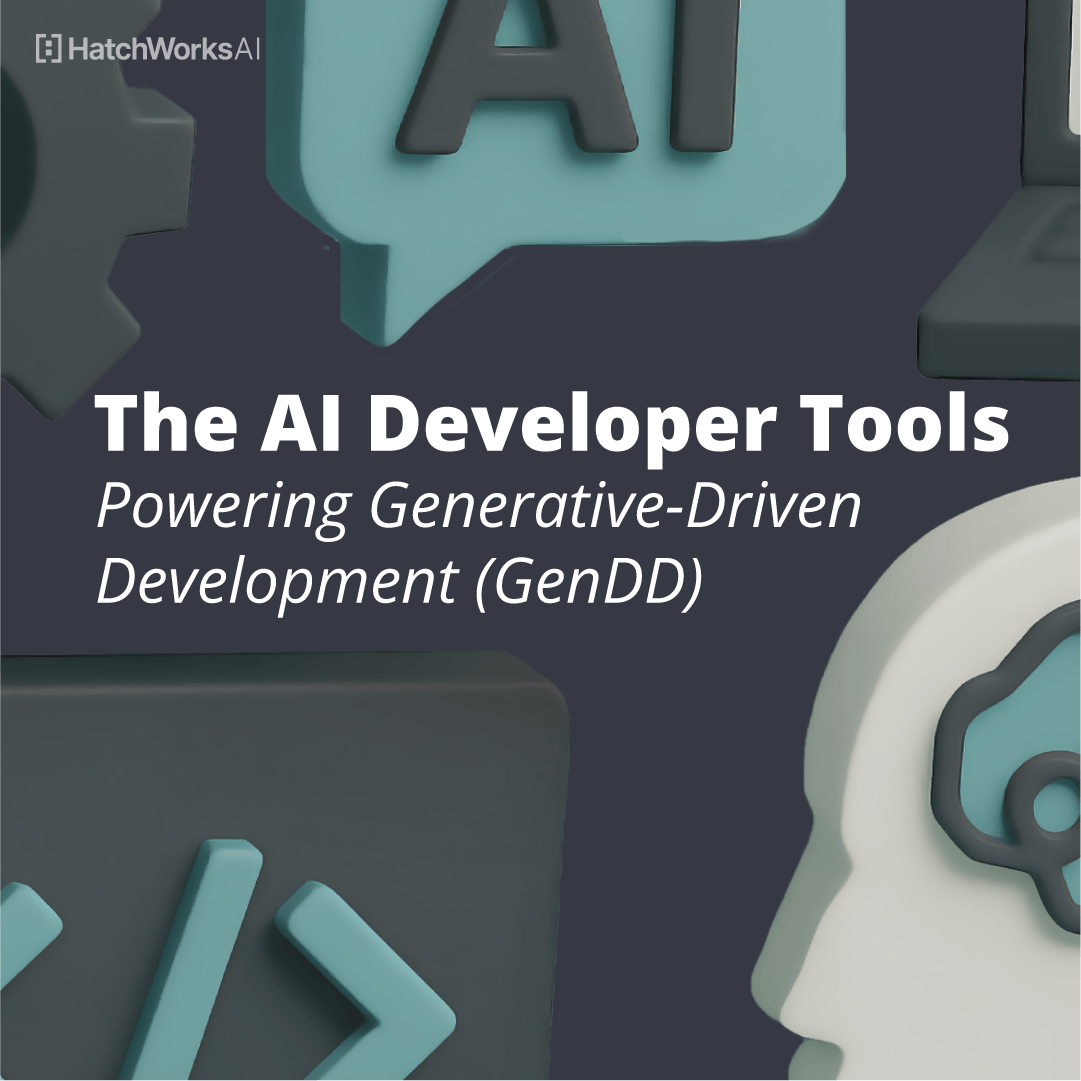 HatchWorksAI
AI
The AI Developer Tools
Powering Generative-Driven
Development (GenDD)
</>